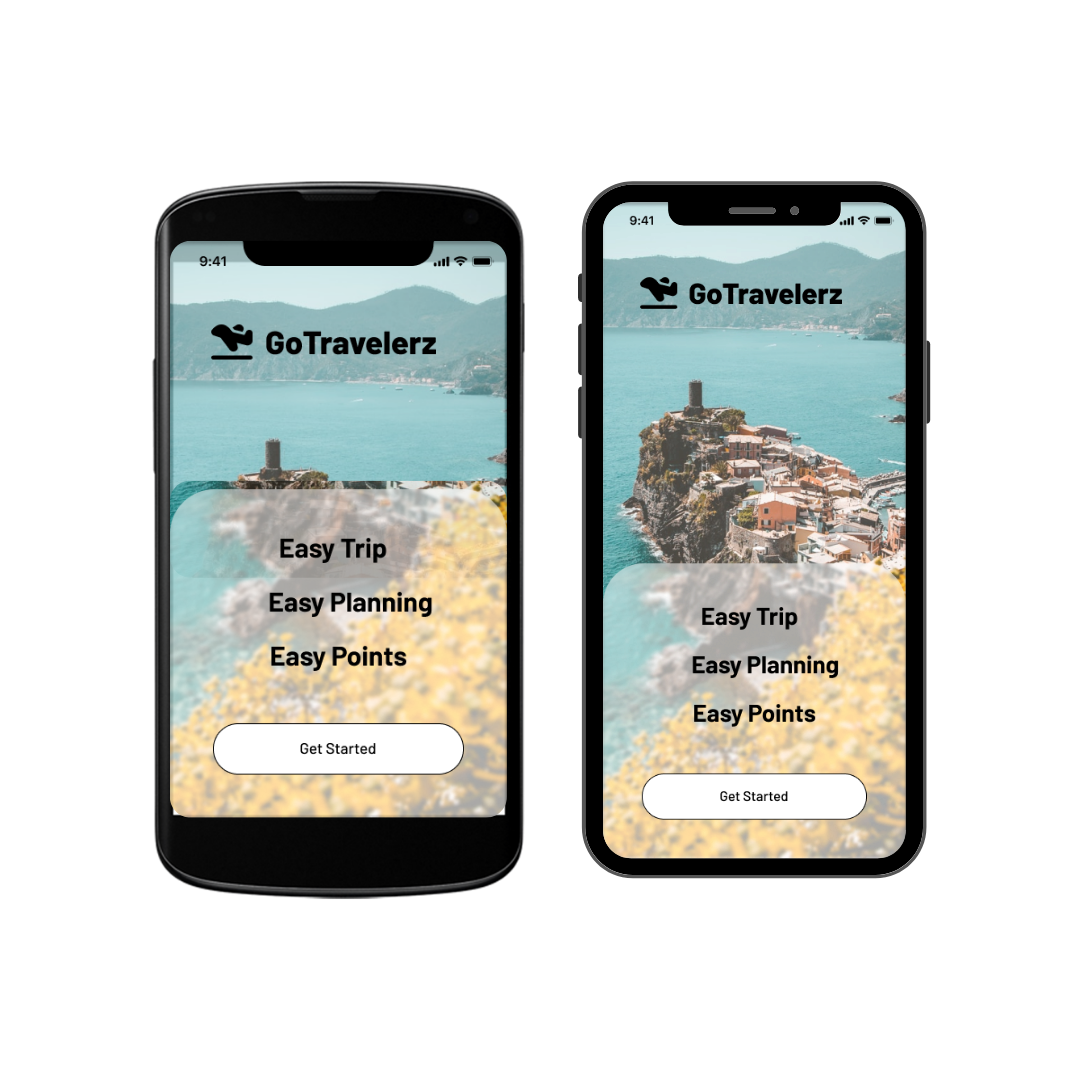 9:41
GoTravelerz
Easy Trip
Easy Planning
Easy Points
Get Started
9:41
GoTravelerz
Easy Trip
Easy Planning
Easy Points
Get Started